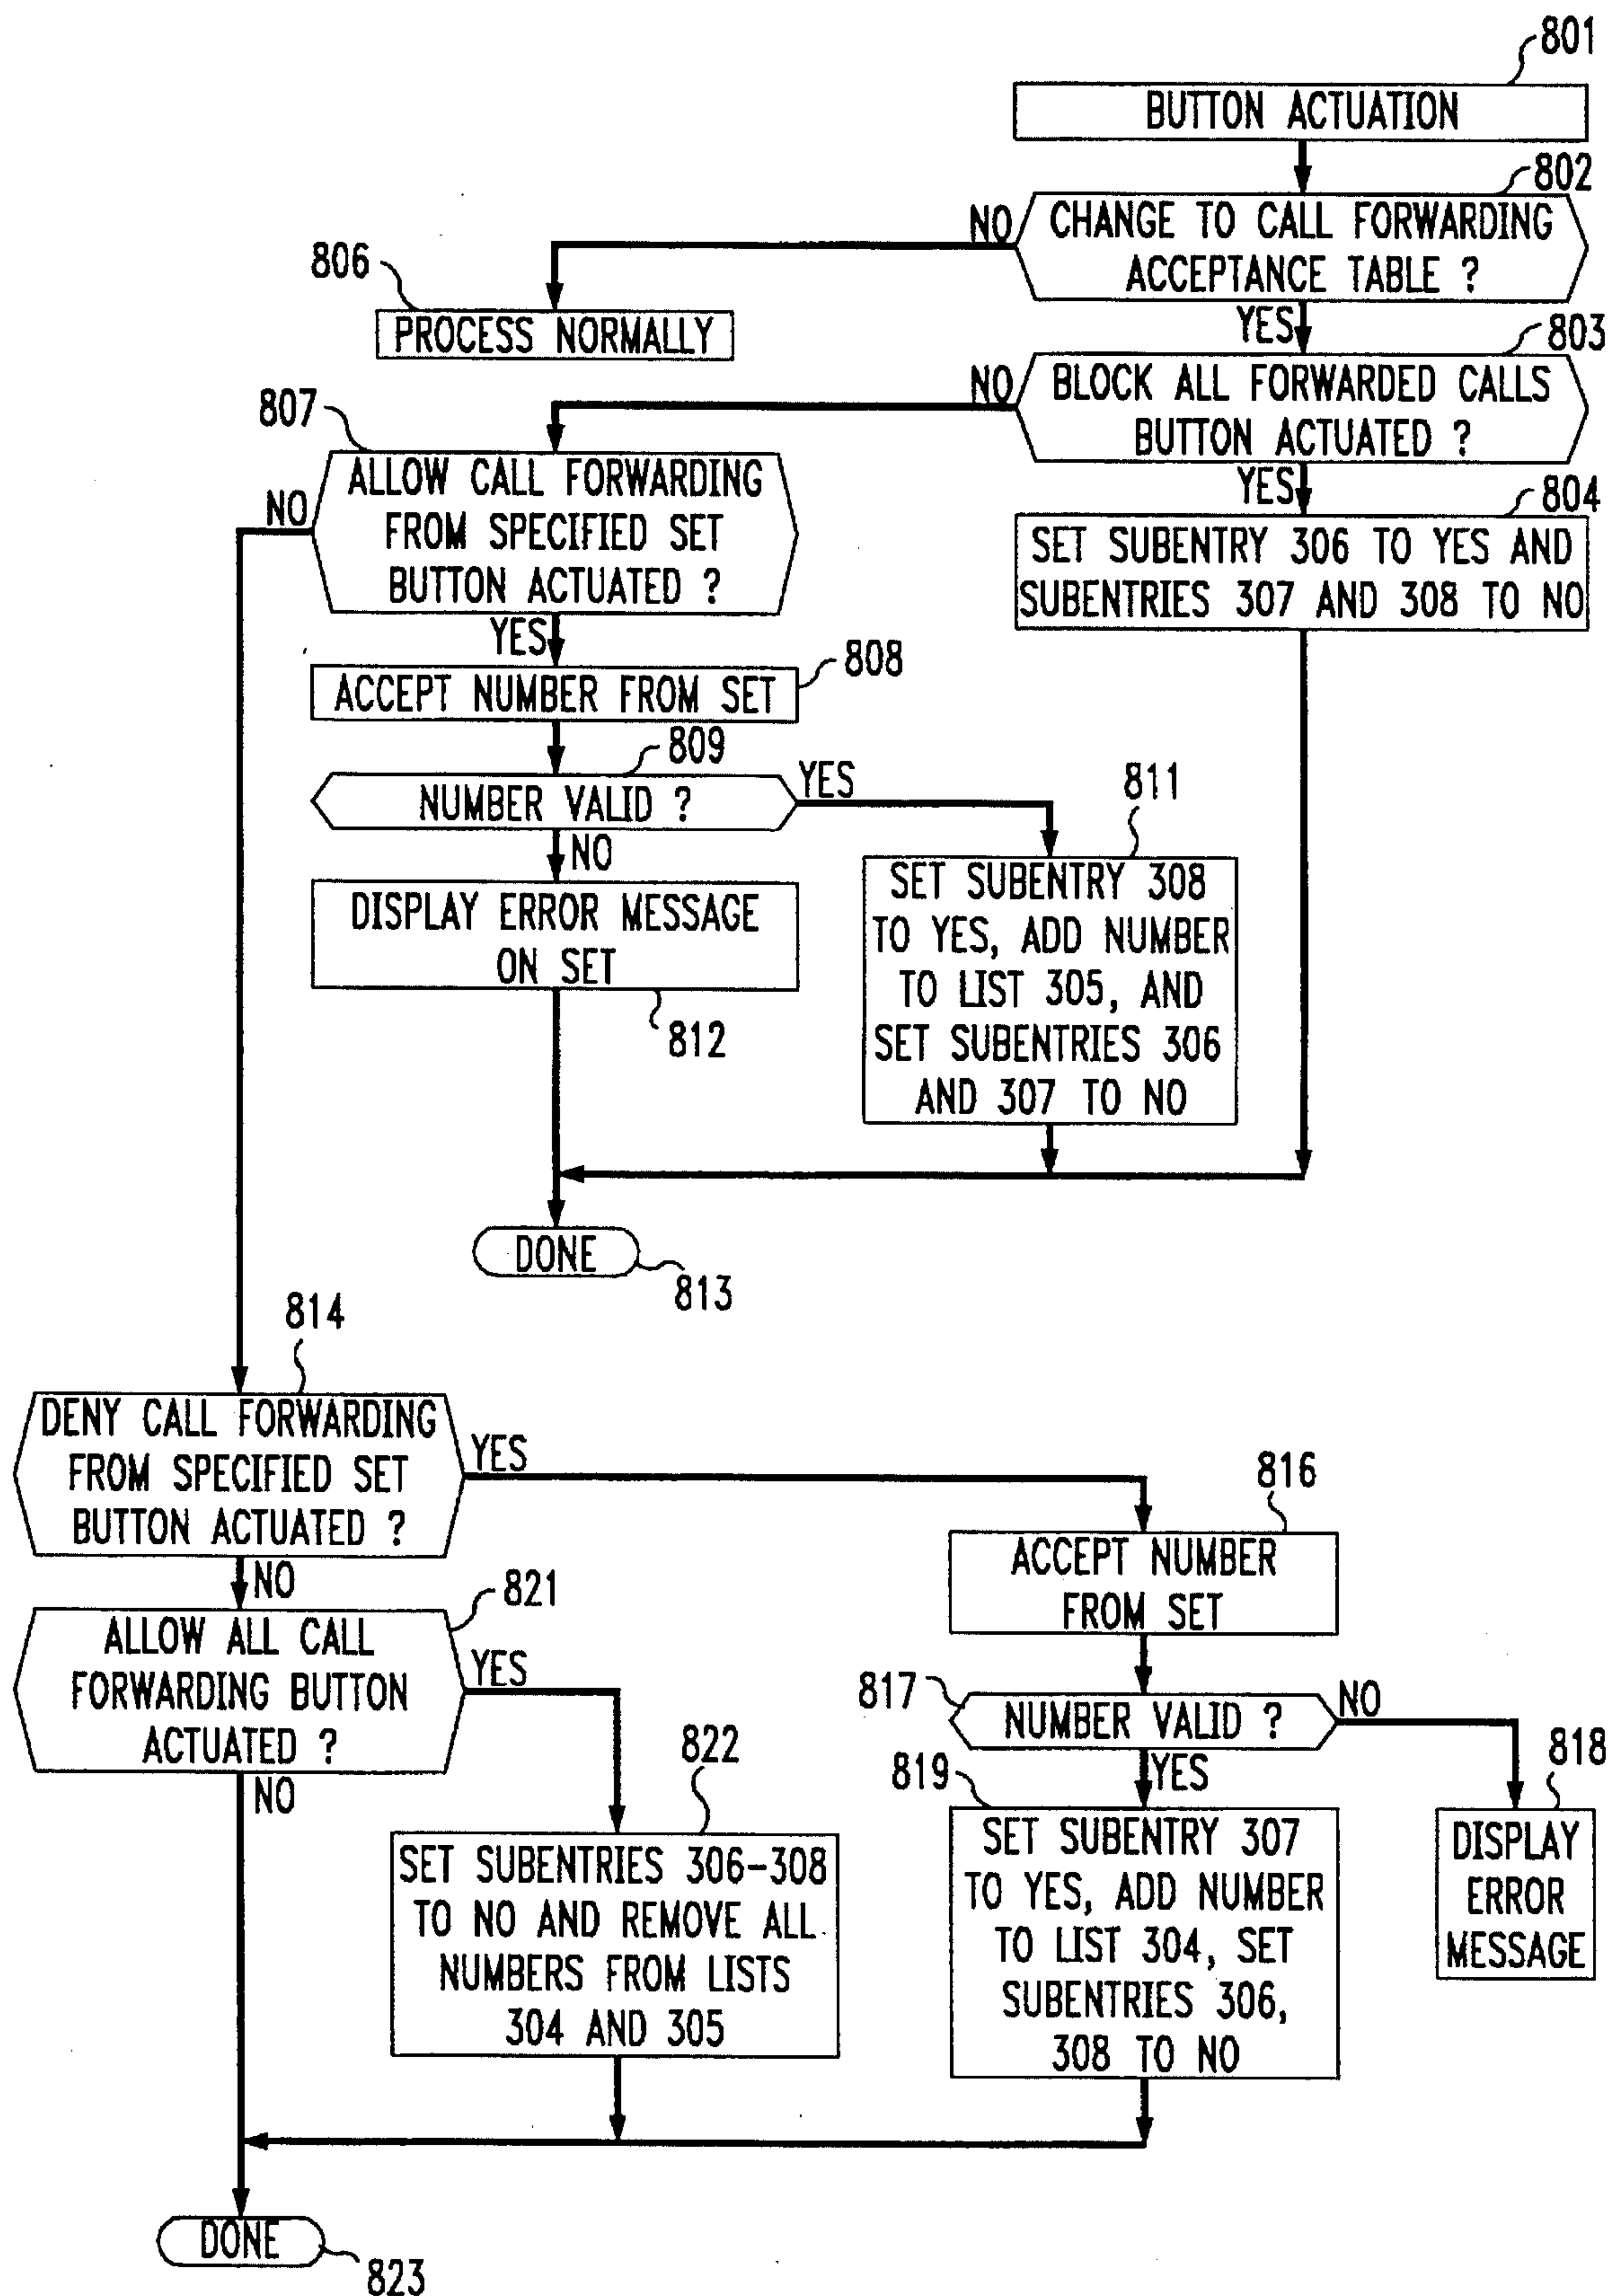 801
BUTTON ACTUATION
802
CHANGE TO CALL FORWARDING
ACCEPTANCE TABLE ?
NO
YES
806
PROCESS NORMALLY
803
BLOCK ALL FORWARDED CALLS
BUTTON ACTUATED ?
NO
YES
804
SET SUBENTRY 306 TO YES AND
SUBENTRIES 307 AND 308 TO NO
807
ALLOW CALL FORWARDING
FROM SPECIFIED SET
BUTTON ACTUATED ?
NO
YES
808
ACCEPT NUMBER FROM SET
809
NUMBER VALID ?
YES
NO
811
SET SUBENTRY 308
TO YES, ADD NUMBER
TO LIST 305, AND
SET SUBENTRIES 306
AND 307 TO NO
DISPLAY ERROR MESSAGE
ON SET
812
DONE
813
814
DENY CALL FORWARDING
FROM SPECIFIED SET
BUTTON ACTUATED ?
YES
NO
816
ACCEPT NUMBER
FROM SET
817
NUMBER VALID ?
NO
YES
818
DISPLAY
ERROR
MESSAGE
819
SET SUBENTRY 307
TO YES, ADD NUMBER
TO LIST 304, SET
SUBENTRIES 306,
308 TO NO
821
ALLOW ALL CALL
FORWARDING BUTTON
ACTUATED ?
YES
NO
822
SET SUBENTRIES 306-308
TO NO AND REMOVE ALL
NUMBERS FROM LISTS
304 AND 305
DONE
823